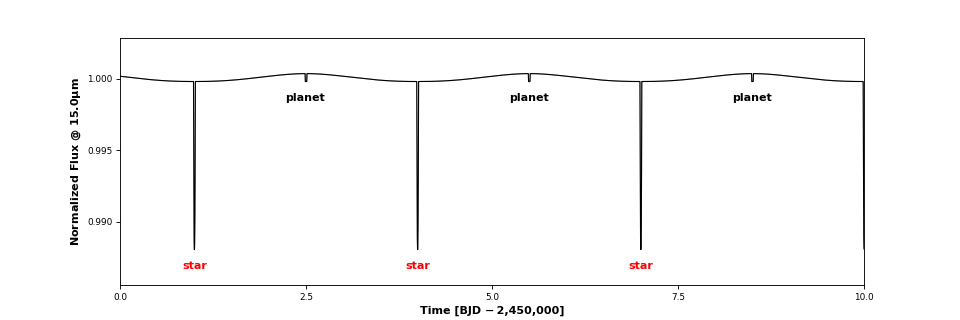 Normalized Flux @ 15.0μm
1.000
0.995
0.990
planet planet planet
star star star
0.0 2.5 5.0 7.5 10.0
Time [BJD − 2,450,000]